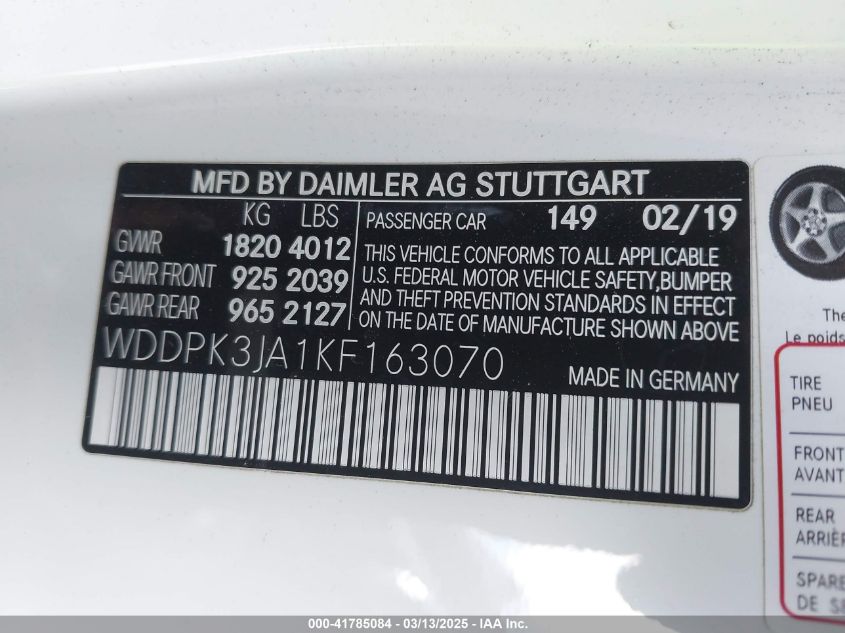 MFD BY DAIMLER AG STUTTGART
KG LBS
GVWR 1820 4012
GAWR FRONT 925 2039
GAWR REAR 965 2127
PASSENGER CAR 149 02/19
THIS VEHICLE CONFORMS TO ALL APPLICABLE
U.S. FEDERAL MOTOR VEHICLE SAFETY,BUMPER
AND THEFT PREVENTION STANDARDS IN EFFECT
ON THE DATE OF MANUFACTURE SHOWN ABOVE
WDDPK3JA1KF163070
MADE IN GERMANY
The
Le poids
TIRE
PNEU
FRONT
AVANT
REAR
ARRIÈR
SPARE
DE
000-41785084 - 03/13/2025 - IAA Inc.